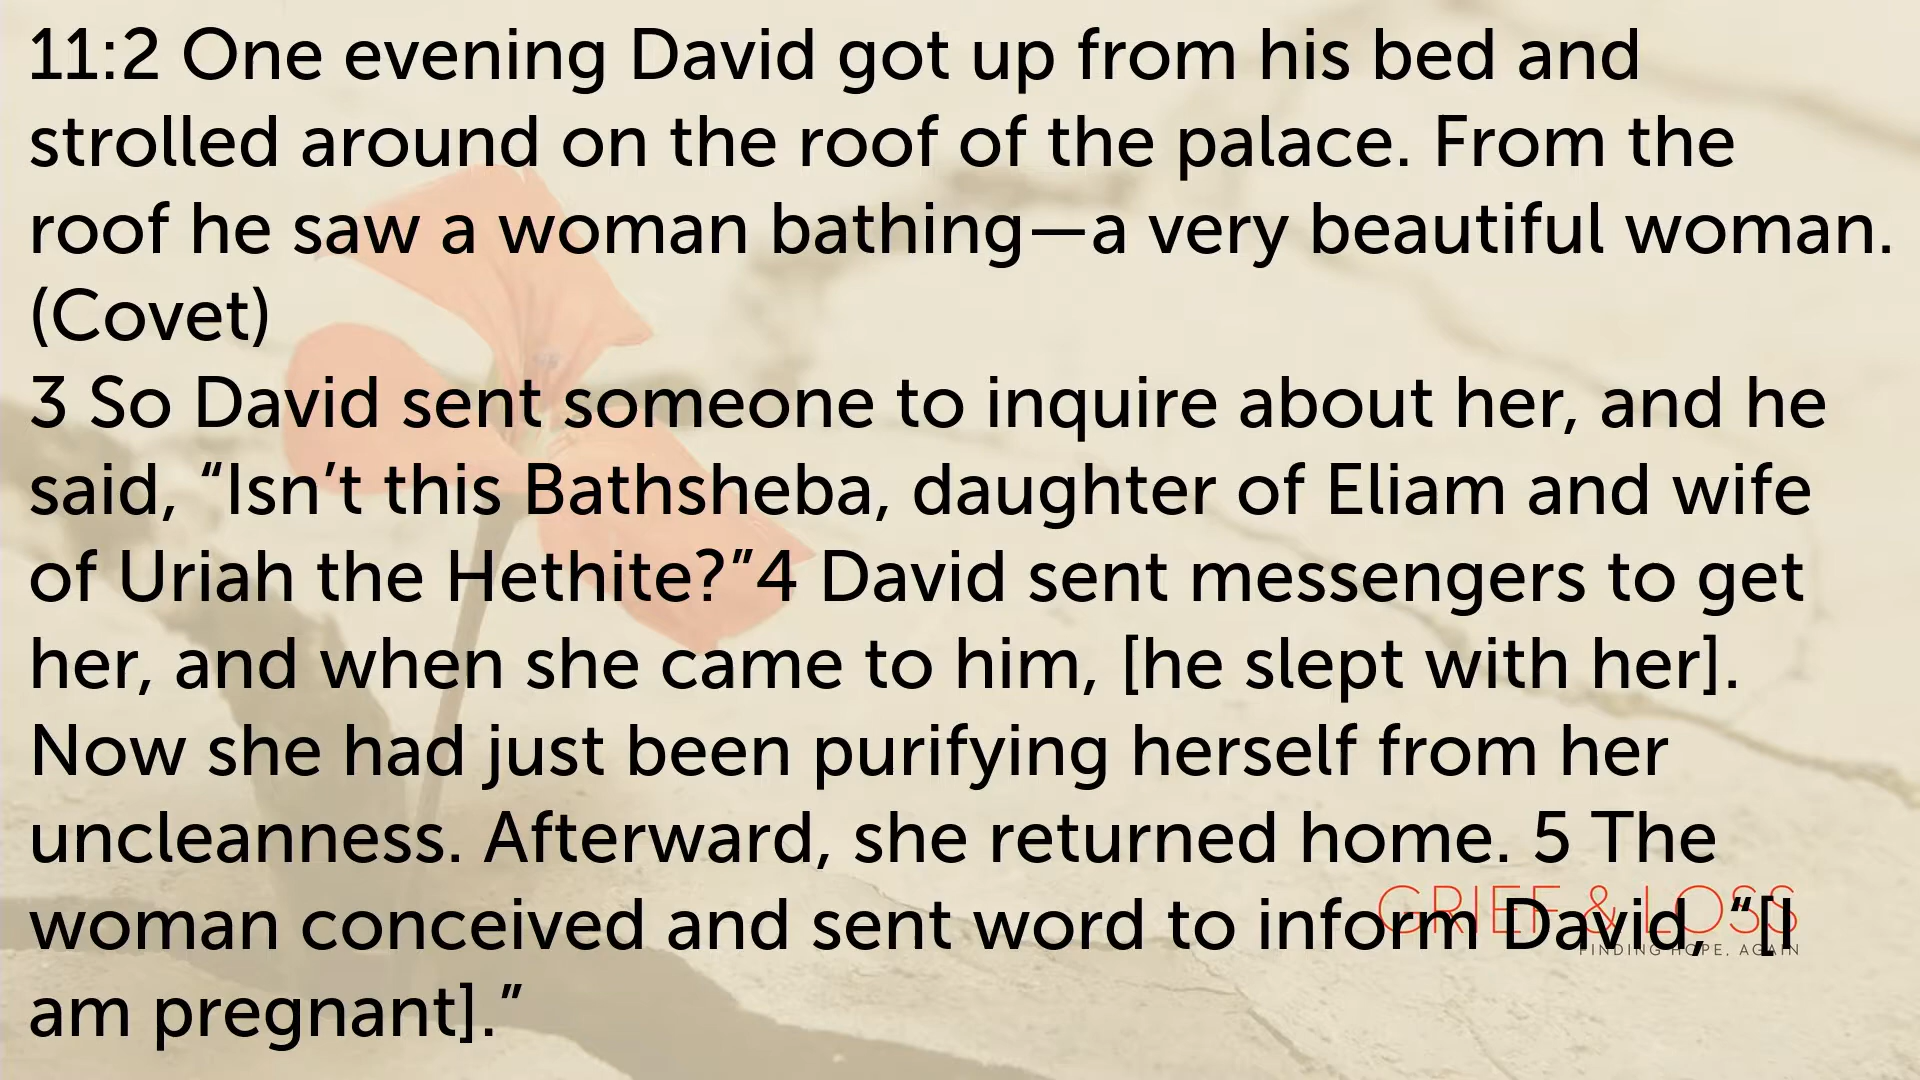 11:2 One evening David got up from his bed and
strolled around on the roof of the palace. From the
roof he saw a woman bathing—a very beautiful woman.
(Covet)
3 So David sent someone to inquire about her, and he
said, “Isn’t this Bathsheba, daughter of Eliam and wife
of Uriah the Hethite?”4 David sent messengers to get
her, and when she came to him, [he slept with her].
Now she had just been purifying herself from her
uncleanness. Afterward, she returned home. 5 The
woman conceived and sent word to inform David, “[I
am pregnant].”
GRIEF & LOSS
FINDING HOPE, AGAIN